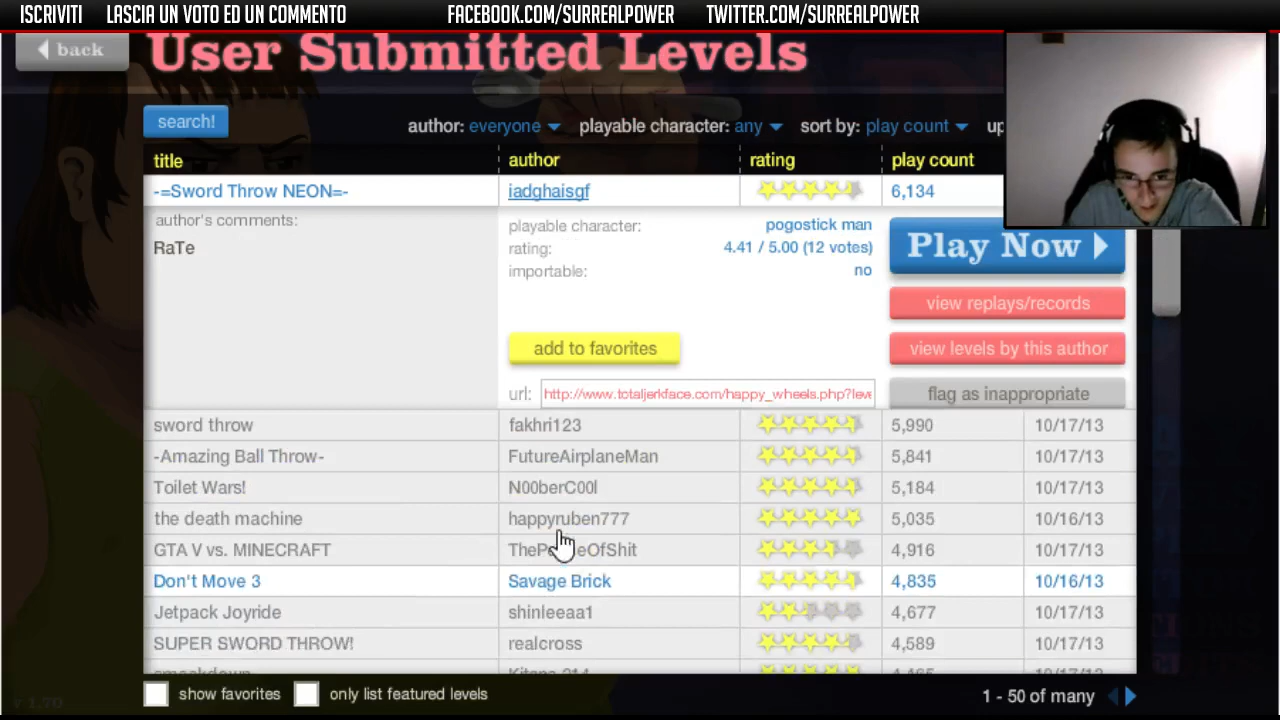 ISCRIVITI LASCIA UN VOTO ED UN COMMENTO FACEBOOK.COM/SURREALPOWER TWITTER.COM/SURREALPOWER
back
User Submitted Levels
search! author: everyone playable character: any sort by: play count up
title author rating play count
-=Sword Throw NEON=- iadghaisgf 6,134
author's comments:
RaTe
playable character: pogostick man
rating: 4.41 / 5.00 (12 votes)
importable: no
Play Now
view replays/records
add to favorites view levels by this author
url: http://www.totaljerkface.com/happy_wheels.php?leve flag as inappropriate
sword throw fakhri123 5,990 10/17/13
-Amazing Ball Throw- FutureAirplaneMan 5,841 10/17/13
Toilet Wars! N00berC00l 5,184 10/17/13
the death machine happyruben777 5,035 10/16/13
GTA V vs. MINECRAFT 4,916 10/17/13
Don't Move 3 Savage Brick 4,835 10/16/13
Jetpack Joyride shinleeaa1 4,677 10/17/13
SUPER SWORD THROW! realcross 4,589 10/17/13
show favorites only list featured levels 1 - 50 of many
v 1.70